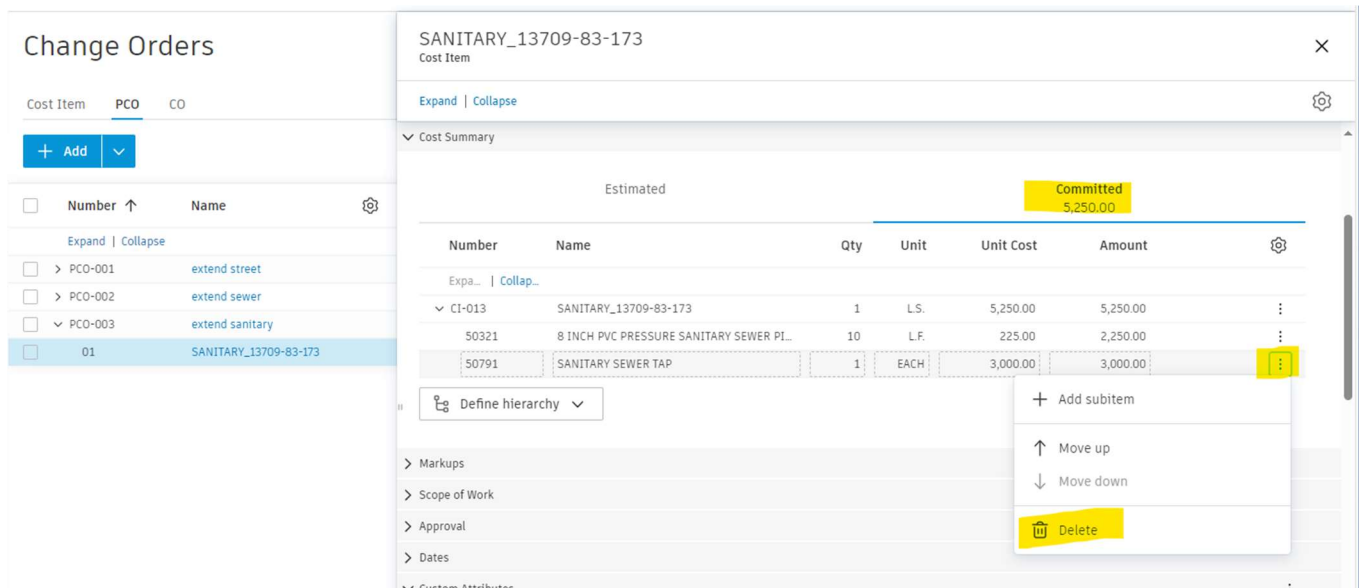 Change Orders
Cost Item PCO CO
Add
Number Name
Expand | Collapse
PCO-001 extend street
PCO-002 extend sewer
PCO-003 extend sanitary
01 SANITARY_13709-83-173
SANITARY_13709-83-173
Cost Item
Expand | Collapse
Cost Summary
Estimated Committed
5,250.00
Number Name Qty Unit Unit Cost Amount
Expa... | Collap...
CI-013 SANITARY_13709-83-173 1 L.S. 5,250.00 5,250.00
50321 8 INCH PVC PRESSURE SANITARY SEWER PI... 10 L.F. 225.00 2,250.00
50791 SANITARY SEWER TAP 1 EACH 3,000.00 3,000.00
Define hierarchy
Add subitem
Move up
Move down
Delete
Markups
Scope of Work
Approval
Dates
Custom Attributes